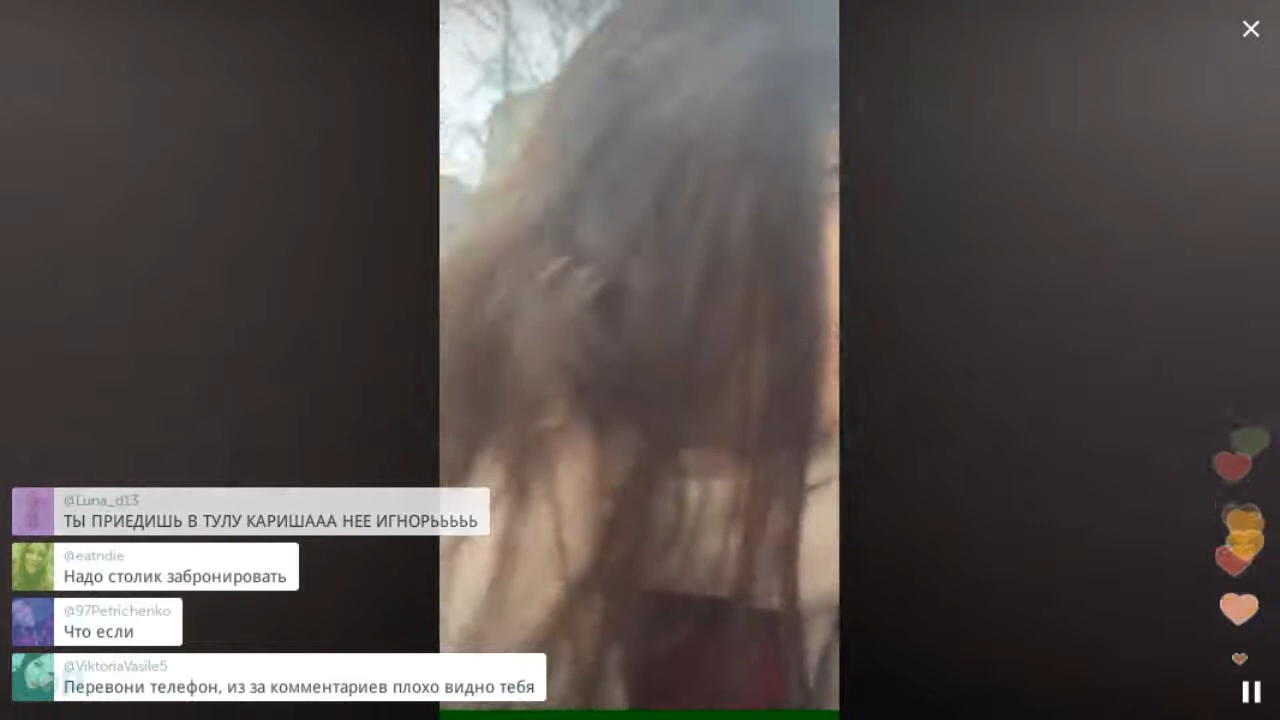 @Luna_d13
ТЫ ПРИЕДИШЬ В ТУЛУ КАРИШААА НЕЕ ИГНОРЬЬЬЬЬ
@eatndie
Надо столик забронировать
@97Petrichenko
Что если
@ViktoriaVasile5
Перевони телефон, из за комментариев плохо видно тебя